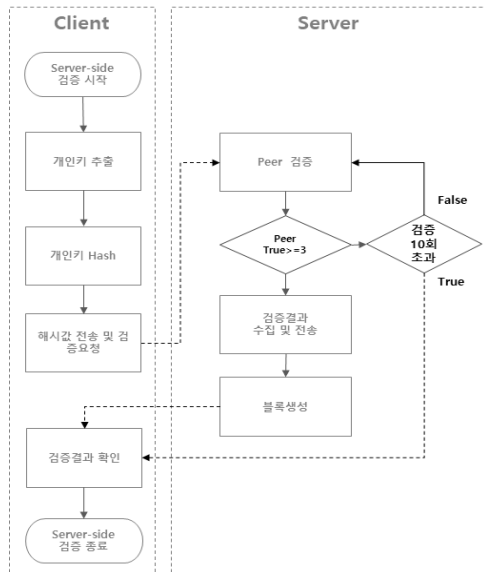 Client
Server
Server-side
검증 시작
개인키 추출
Peer 검증
False
개인키 Hash
Peer
True>=3
검증
10회
초과
True
해시값 전송 및 검
증요청
검증결과
수집 및 전송
블록생성
검증결과 확인
Server-side
검증 종료